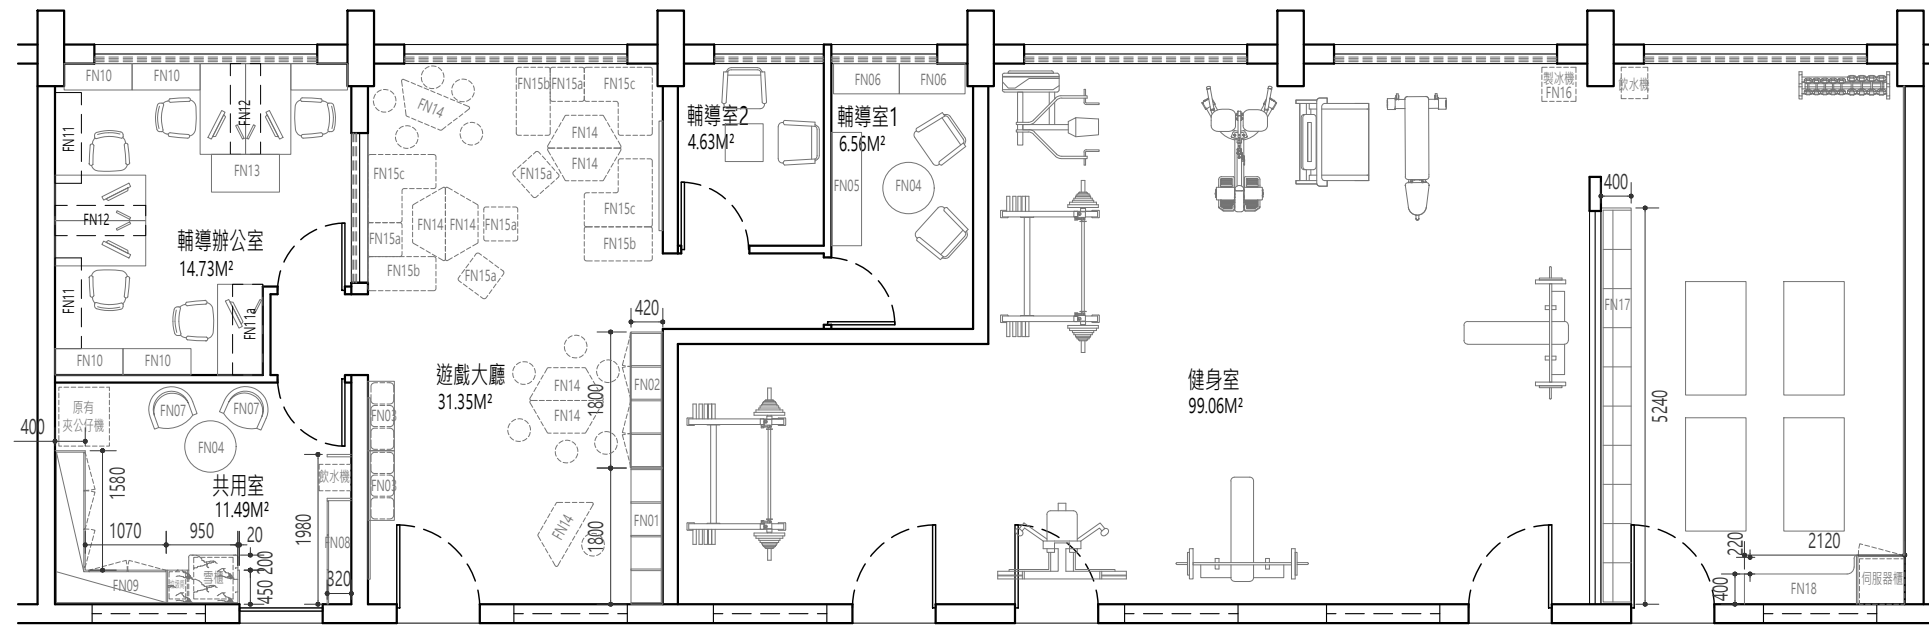 FN10
FN10
FN12
FN11
FN13
FN12
輔導辦公室
14.73M²
FN11
FN11a
FN10
FN10
FN14
FN15b
FN15a
FN15c
FN14
FN14
FN15a
FN15c
FN15c
FN15b
FN14
FN14
FN15a
FN15a
FN15b
FN15a
輔導室2
4.63M²
FN06
FN06
輔導室1
6.56M²
FN05
FN04
製冰機
FN16
飲水機
400
FN17
5240
健身室
99.06M²
420
遊戲大廳
31.35M²
FN14
FN14
1800
FN02
FN03
FN03
FN14
1800
FN01
原有
夾公仔機
400
FN07
FN07
FN04
共用室
11.49M²
飲水機
1580
1070
950
20
1980
FN08
320
200
450
雪櫃
FN09
220
2120
400
FN18
伺服器櫃